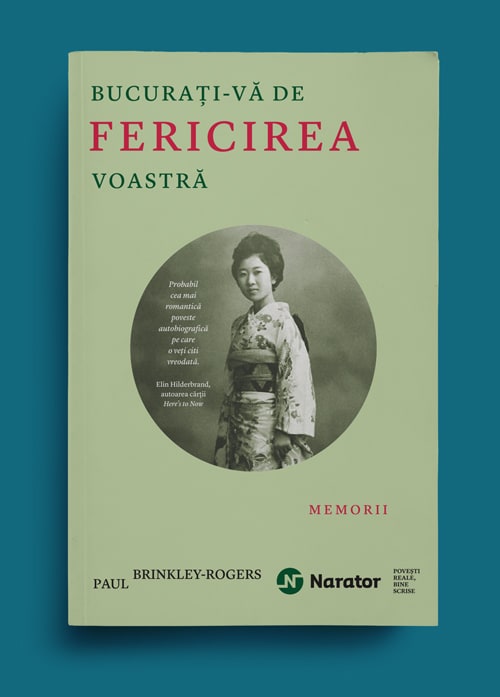 BUCURAȚI-VĂ DE
FERICIREA
VOASTRĂ
Probabil
cea mai
romantică
poveste
autobiografică
pe care
o veți citi
vreodată.
Elin Hilderbrand,
autoarea cărții
Here's to Now
MEMORII
PAUL BRINKLEY-ROGERS
N Narator
POVEȘTI
REALE,
BINE
SCRISE